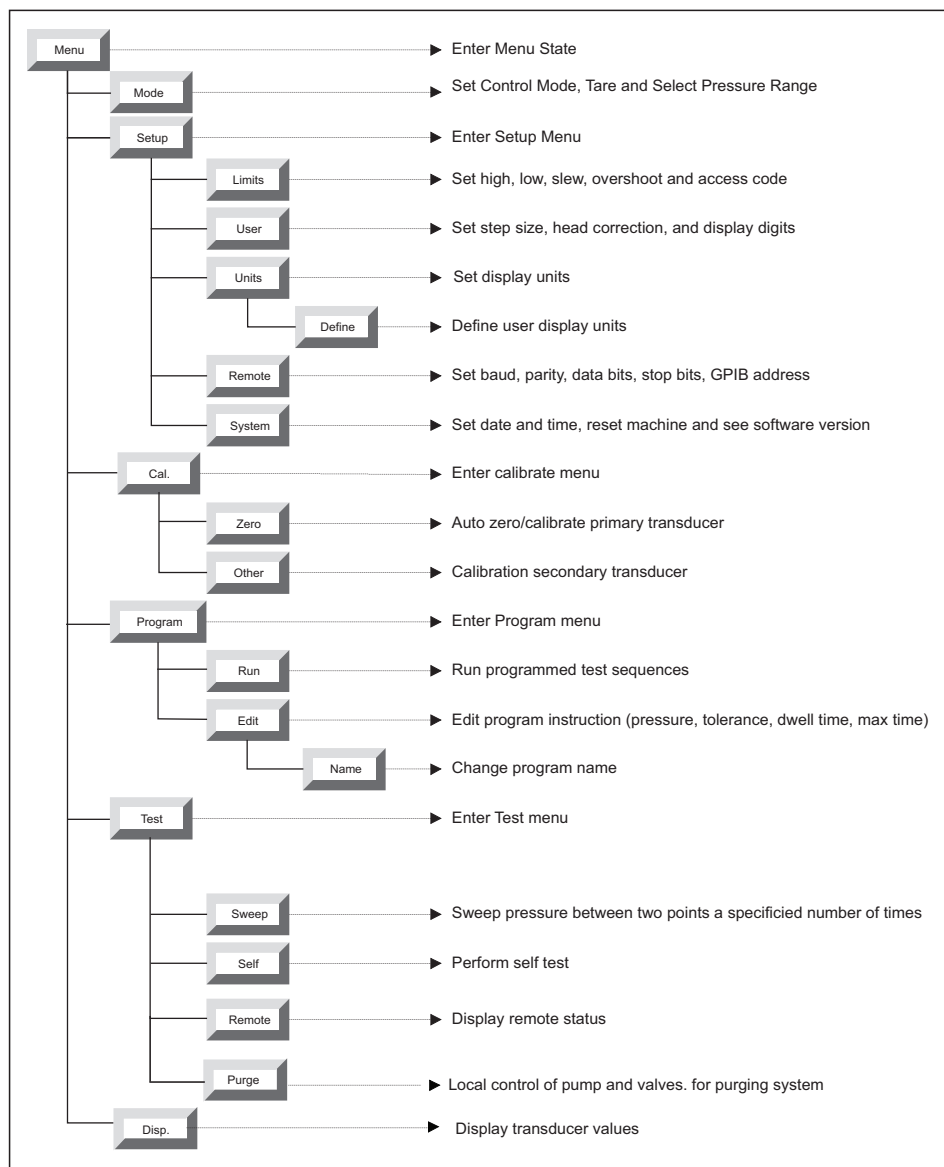 Menu Enter Menu State
Mode Set Control Mode, Tare and Select Pressure Range
Setup Enter Setup Menu
Limits Set high, low, slew, overshoot and access code
User Set step size, head correction, and display digits
Units Set display units
Define Define user display units
Remote Set baud, parity, data bits, stop bits, GPIB address
System Set date and time, reset machine and see software version
Cal. Enter calibrate menu
Zero Auto zero/calibrate primary transducer
Other Calibration secondary transducer
Program Enter Program menu
Run Run programmed test sequences
Edit Edit program instruction (pressure, tolerance, dwell time, max time)
Name Change program name
Test Enter Test menu
Sweep Sweep pressure between two points a specificied number of times
Self Perform self test
Remote Display remote status
Purge Local control of pump and valves. for purging system
Disp. Display transducer values